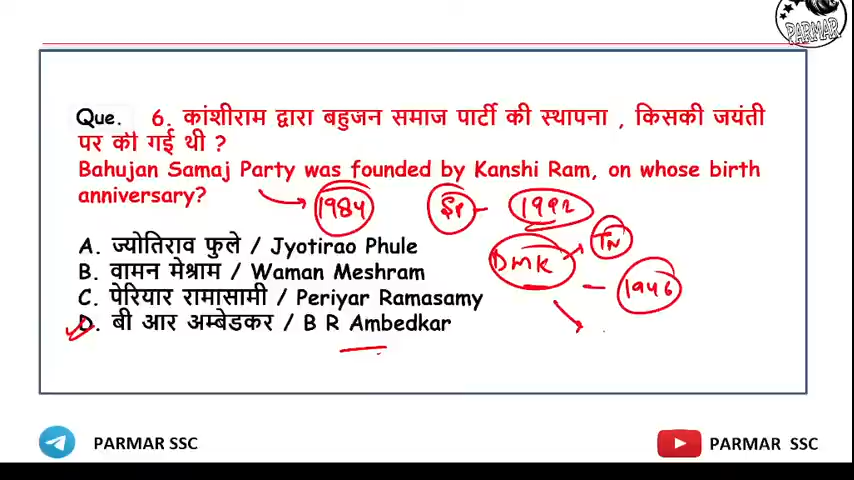 PARMAR
Que. 6. कांशीराम द्वारा बहुजन समाज पार्टी की स्थापना , किसकी जयंती
पर की गई थी ?
Bahujan Samaj Party was founded by Kanshi Ram, on whose birth
anniversary?
1984
SP - 1992
A. ज्योतिराव फुले / Jyotirao Phule
DMK
TN
B. वामन मेश्राम / Waman Meshram
C. पेरियार रामासामी / Periyar Ramasamy
1946
D. बी आर अम्बेडकर / B R Ambedkar
PARMAR SSC
PARMAR SSC